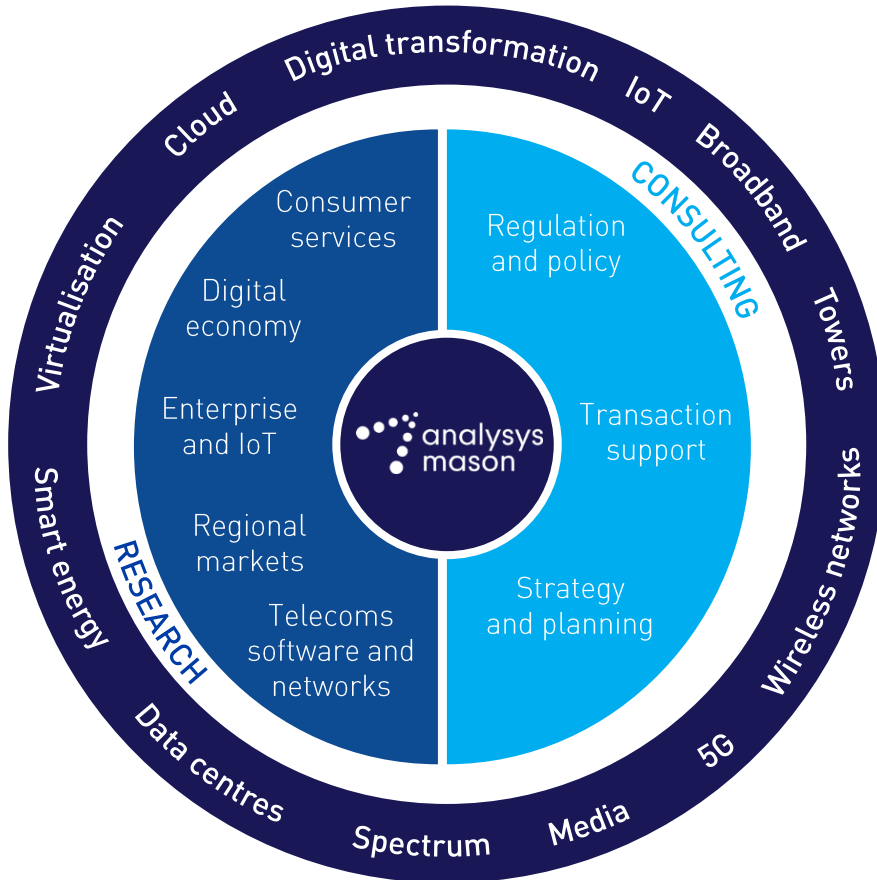 Digital transformation
IoT
Broadband
Towers
Wireless networks
5G
Media
Spectrum
Data centres
Smart energy
Virtualisation
Cloud
RESEARCH
Consumer
services
Digital
economy
Enterprise
and IoT
Regional
markets
Telecoms
software and
networks
CONSULTING
Regulation
and policy
Transaction
support
Strategy
and planning
analysys
mason